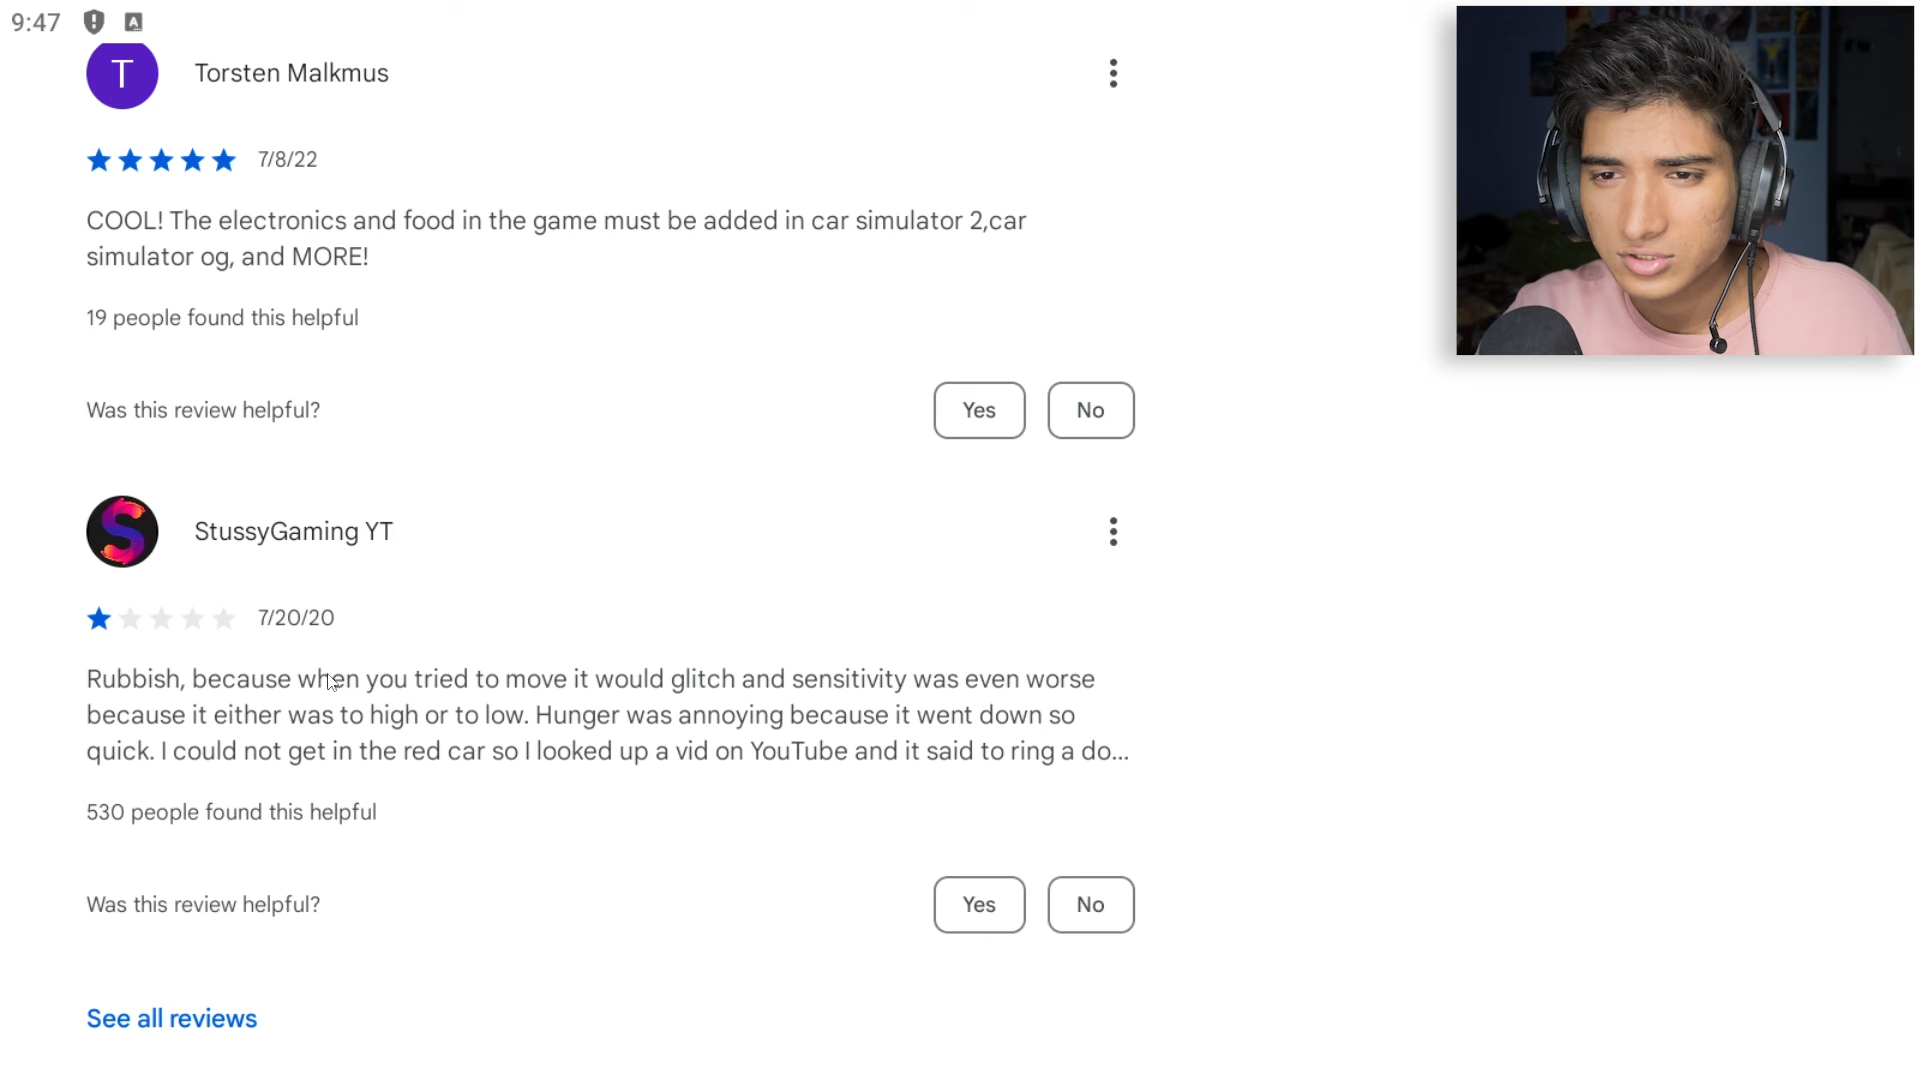 9:47
T
Torsten Malkmus
7/8/22
COOL! The electronics and food in the game must be added in car simulator 2,car
simulator og, and MORE!
19 people found this helpful
Was this review helpful?
Yes
No
S
StussyGaming YT
7/20/20
Rubbish, because when you tried to move it would glitch and sensitivity was even worse
because it either was to high or to low. Hunger was annoying because it went down so
quick. I could not get in the red car so I looked up a vid on YouTube and it said to ring a do...
530 people found this helpful
Was this review helpful?
Yes
No
See all reviews